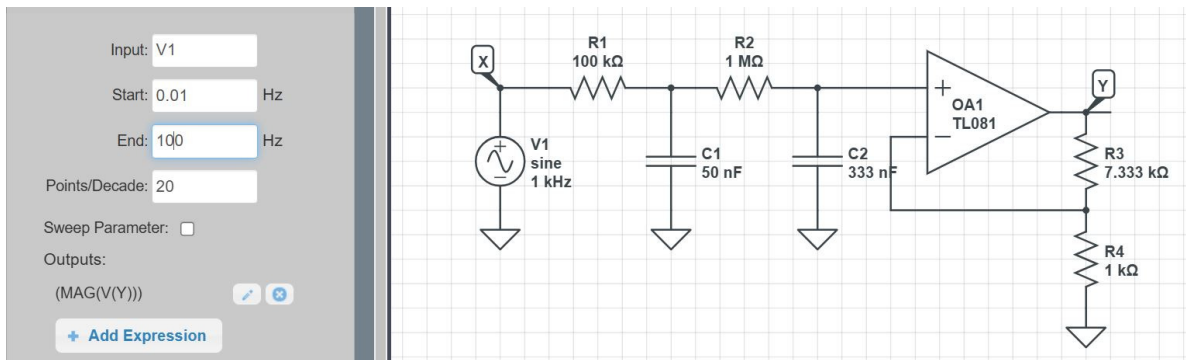 Input: V1
Start: 0.01 Hz
End: 100 Hz
Points/Decade: 20
Sweep Parameter:
Outputs:
(MAG(V(Y)))
+ Add Expression
X
R1
100 kΩ
R2
1 MΩ
V1
sine
1 kHz
C1
50 nF
C2
333 nF
OA1
TL081
Y
R3
7.333 kΩ
R4
1 kΩ